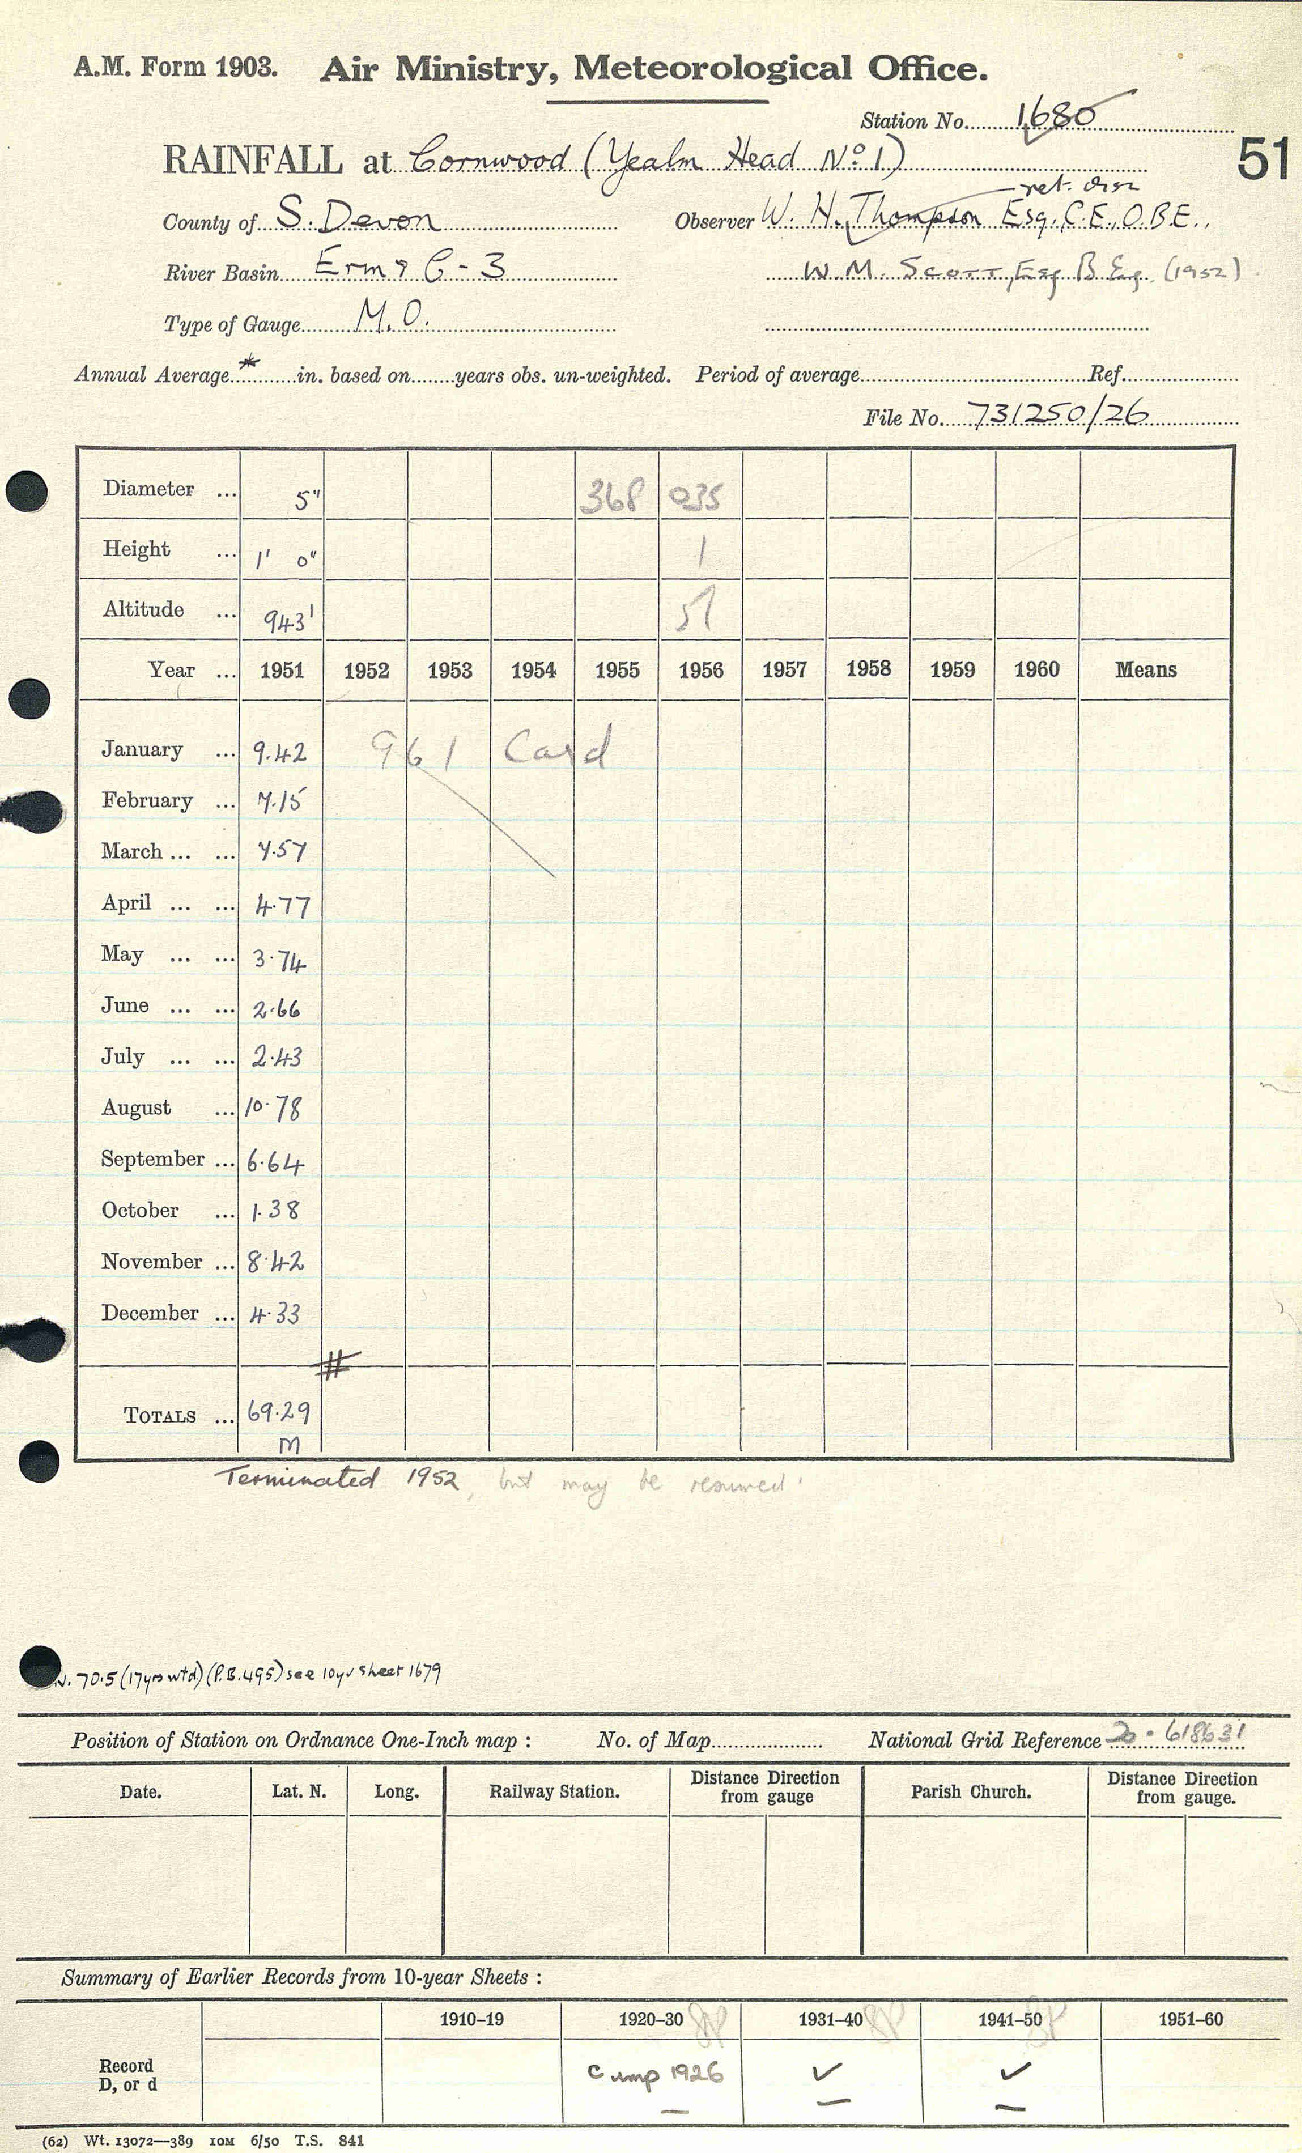 A.M. Form 1903. Air Ministry, Meteorological Office.
Station No. 1680
RAINFALL at Cornwood (Yealm Head No. 1)
51
ret. disc
County of S. Devon Observer W. H. Thompson Esq., C.E., O.B.E.,
River Basin Erme C-3 W. M. SCOTT, Esq B Eng. (1952)
Type of Gauge M.O.
Annual Average * in. based on years obs. un-weighted. Period of average Ref.
File No. 731250/26
Diameter ... 5" 368 035
Height ... 1' 0" 1
Altitude ... 943' 51
Year ... 1951 1952 1953 1954 1955 1956 1957 1958 1959 1960 Means
January ... 9.42 961 Card
February ... 7.15
March ... ... 7.57
April ... ... 4.77
May ... ... 3.74
June ... ... 2.66
July ... ... 2.43
August ... 10.78
September ... 6.64
October ... 1.38
November ... 8.42
December ... 4.33
#
TOTALS ... 69.29
m
Terminated 1952, but may be resumed.
70.5 (17yrs wtd) (P.B. 495) see 10yr sheet 1679
Position of Station on Ordnance One-Inch map : No. of Map National Grid Reference 20 - 618631
Date. Lat. N. Long. Railway Station. Distance from gauge Direction Parish Church. Distance from gauge. Direction
Summary of Earlier Records from 10-year Sheets :
1910–19 1920–30 1931–40 1941–50 1951–60
Record D, or d Cump 1926 ✓ ✓
(62) Wt. 13072—389 10M 6/50 T.S. 841